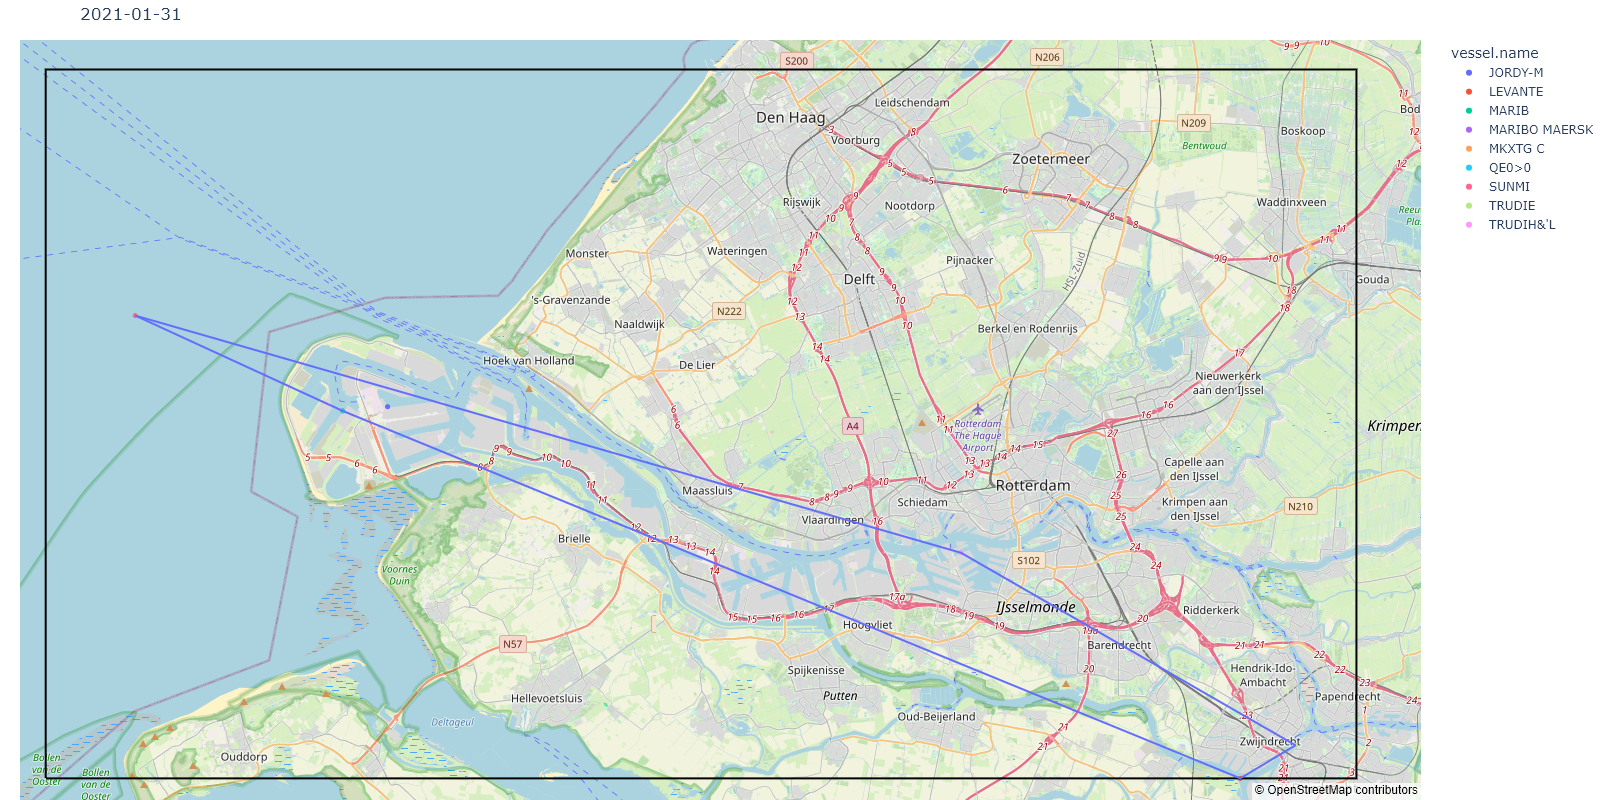 2021-01-31
vessel.name
JORDY-M
LEVANTE
MARIB
MARIBO MAERSK
MKXTG C
QE0>0
SUNMI
TRUDIE
TRUDIH&'L
S200
N206
Leidschendam
Den Haag
Voorburg
N209
Boskoop
Bentwoud
Zoetermeer
Rijswijk
Nootdorp
Waddinxveen
Monster
Wateringen
Pijnacker
Delft
HSL-Zuid
Gouda
's-Gravenzande
Naaldwijk
N222
Berkel en Rodenrijs
Hoek van Holland
De Lier
Nieuwerkerk
aan den IJssel
A4
Rotterdam
The Hague
Airport
Krimpen
Capelle aan
den IJssel
Maassluis
Rotterdam
Schiedam
Krimpen aan
den IJssel
N210
Vlaardingen
Brielle
S102
Voornes
Duin
IJsselmonde
Ridderkerk
Hoogvliet
N57
Barendrecht
Spijkenisse
Hendrik-Ido-
Ambacht
Putten
Papendrecht
Hellevoetsluis
Oud-Beijerland
Deltageul
Zwijndrecht
Ouddorp
Bollen
van de
Ooster
Bollen
van de
Ooster
© OpenStreetMap contributors